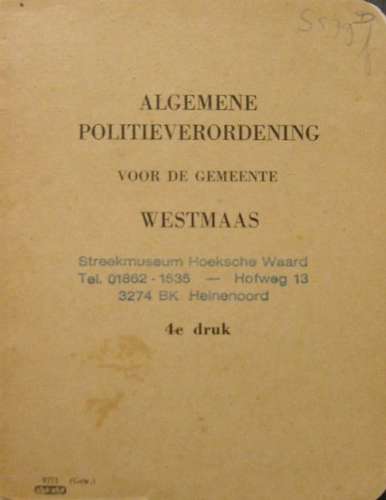 ALGEMENE
POLITIEVERORDENING
VOOR DE GEMEENTE
WESTMAAS
Streekmuseum Hoeksche Waard
Tel. 01862 - 1535 — Hofweg 13
3274 BK Heinenoord
4e druk